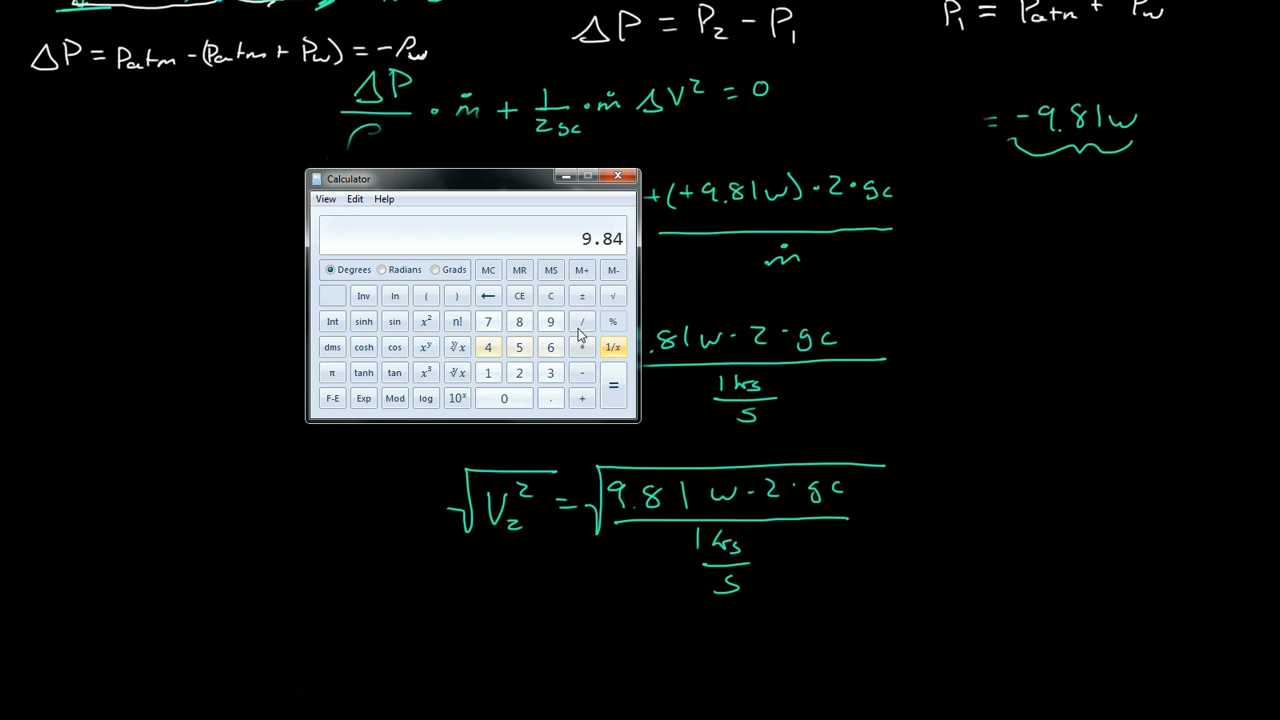 ΔP = P₂ − P₁
P₁ = Patm + Pw
ΔP = Patm − (Patm + Pw) = −Pw
ΔP/ρ · ṁ + 1/2gc · ṁ ΔV² = 0
= −9.81w
Calculator
View Edit Help
9.84
Degrees Radians Grads MC MR MS M+ M-
Inv ln ( ) ← CE C ± √
Int sinh sin x² n! 7 8 9 / %
dms cosh cos xʸ ʸ√x 4 5 6 * 1/x
π tanh tan x³ ³√x 1 2 3 - =
F-E Exp Mod log 10ˣ 0 . +
+(+9.81w) · 2 · gc
ṁ
.81w · 2 · gc
1 kg
s
√V₂² = √9.81 w · 2 · gc
1 kg
s